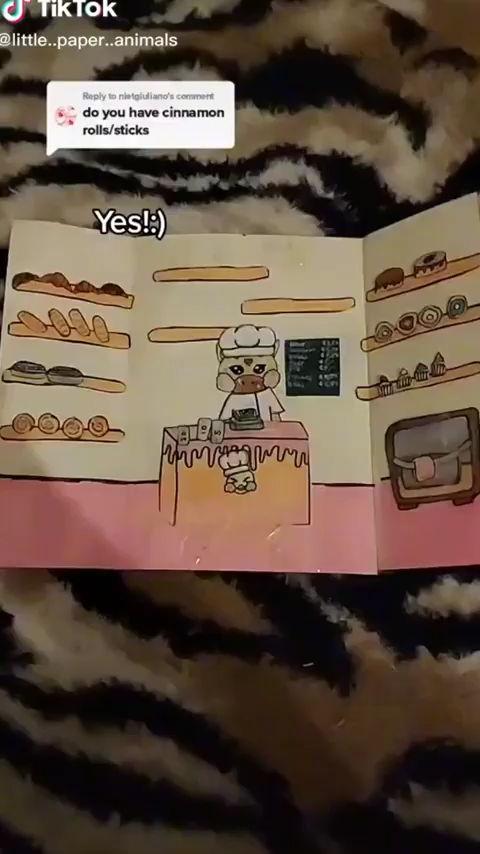 TikTok
@little..paper..animals
Reply to nietgiuliano's comment
do you have cinnamon
rolls/sticks
Yes!:)